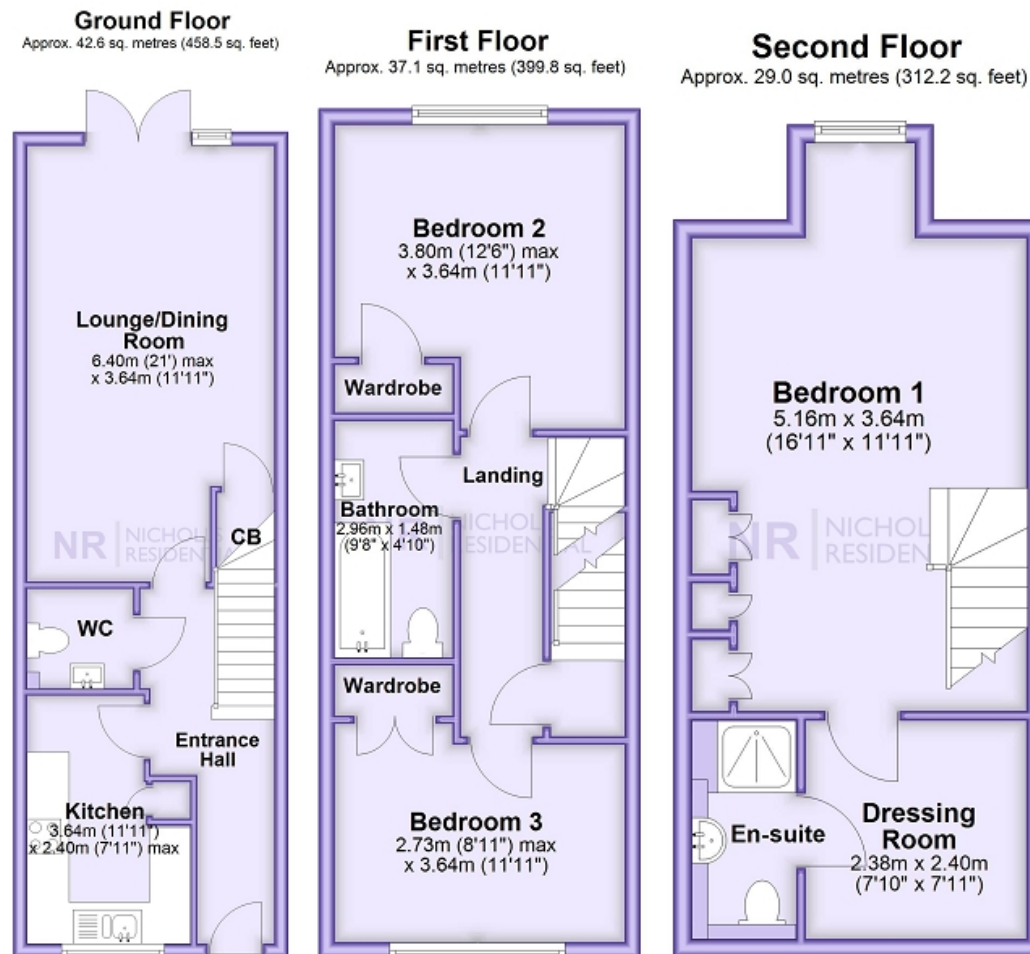 Ground Floor
Approx. 42.6 sq. metres (458.5 sq. feet)
Lounge/Dining
Room
6.40m (21') max
x 3.64m (11'11")
CB
NR NICHOL
RESIDEN
WC
Entrance
Hall
Kitchen
3.64m (11'11")
x 2.40m (7'11") max
First Floor
Approx. 37.1 sq. metres (399.8 sq. feet)
Bedroom 2
3.80m (12'6") max
x 3.64m (11'11")
Wardrobe
Landing
Bathroom
2.96m x 1.48m
(9'8" x 4'10")
Wardrobe
Bedroom 3
2.73m (8'11") max
x 3.64m (11'11")
Second Floor
Approx. 29.0 sq. metres (312.2 sq. feet)
Bedroom 1
5.16m x 3.64m
(16'11" x 11'11")
NR NICHOL
RESIDEN
En-suite
Dressing
Room
2.38m x 2.40m
(7'10" x 7'11")